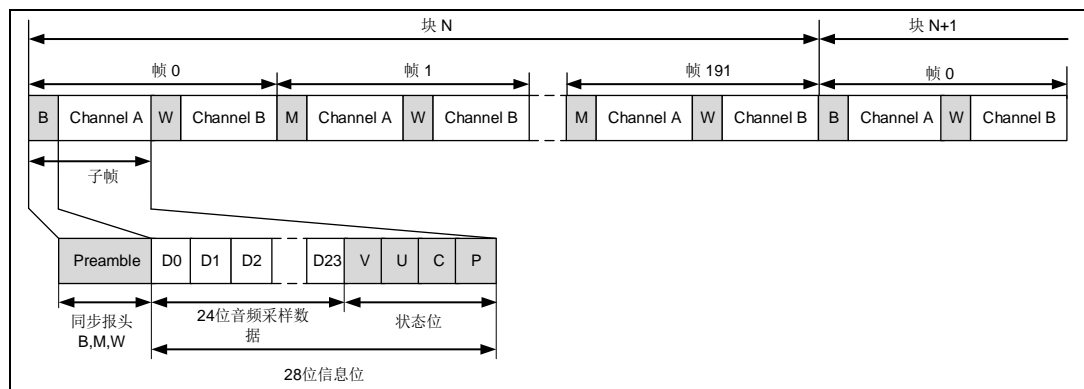 块 N
块 N+1
帧 0
帧 1
帧 191
帧 0
B Channel A W Channel B M Channel A W Channel B M Channel A W Channel B B Channel A W Channel B
子帧
Preamble D0 D1 D2 D23 V U C P
同步报头
B,M,W
24位音频采样数
据
状态位
28位信息位